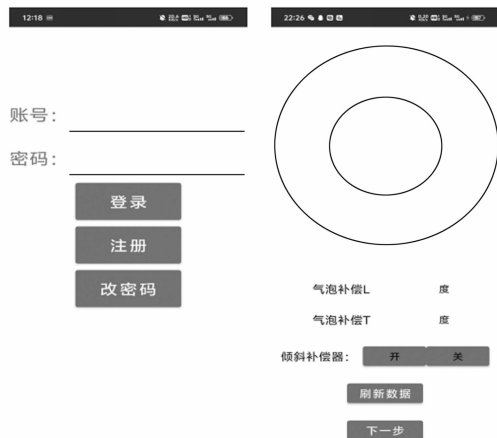 12:18
账号：
密码：
登录
注册
改密码
22:26
气泡补偿L 度
气泡补偿T 度
倾斜补偿器： 开 关
刷新数据
下一步